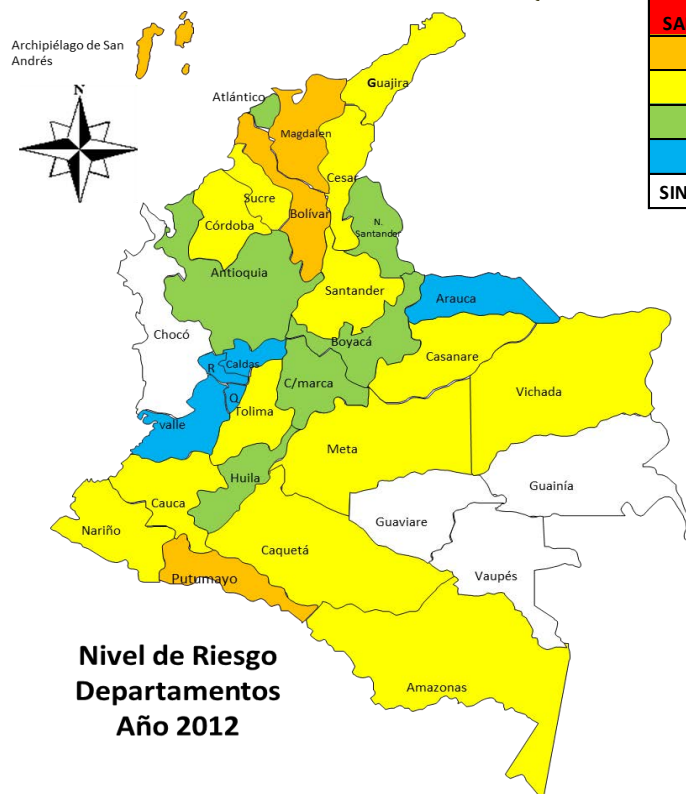 Archipiélago de San
Andrés
N
SA
SIN
Guajira
Atlántico
Magdalen
Cesar
Sucre
Bolívar
Córdoba
N.
Santander
Antioquia
Santander
Arauca
Chocó
Boyacá
R
Caldas
Casanare
C/marca
Q
Tolima
Vichada
valle
Meta
Huila
Guainía
Cauca
Guaviare
Nariño
Caquetá
Vaupés
Putumayo
Amazonas
Nivel de Riesgo
Departamentos
Año 2012